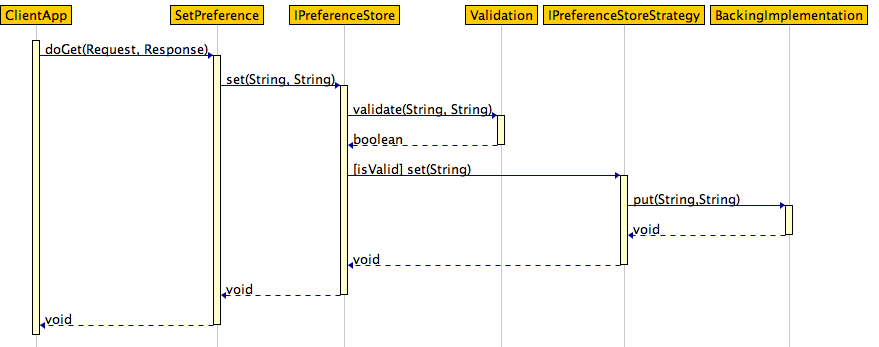 ClientApp SetPreference IPreferenceStore Validation IPreferenceStoreStrategy BackingImplementation
doGet(Request, Response)
set(String, String)
validate(String, String)
boolean
[isValid] set(String)
put(String,String)
void
void
void
void